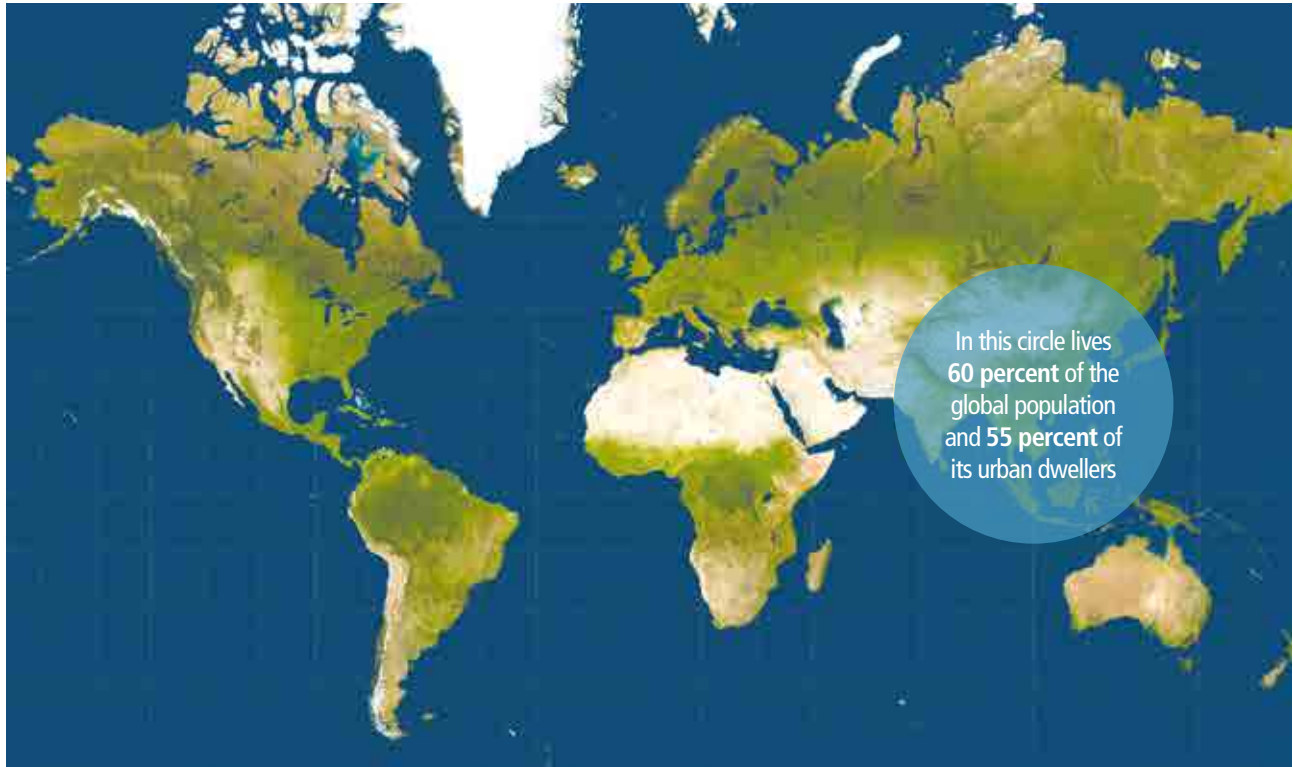 In this circle lives
60 percent of the
global population
and 55 percent of
its urban dwellers